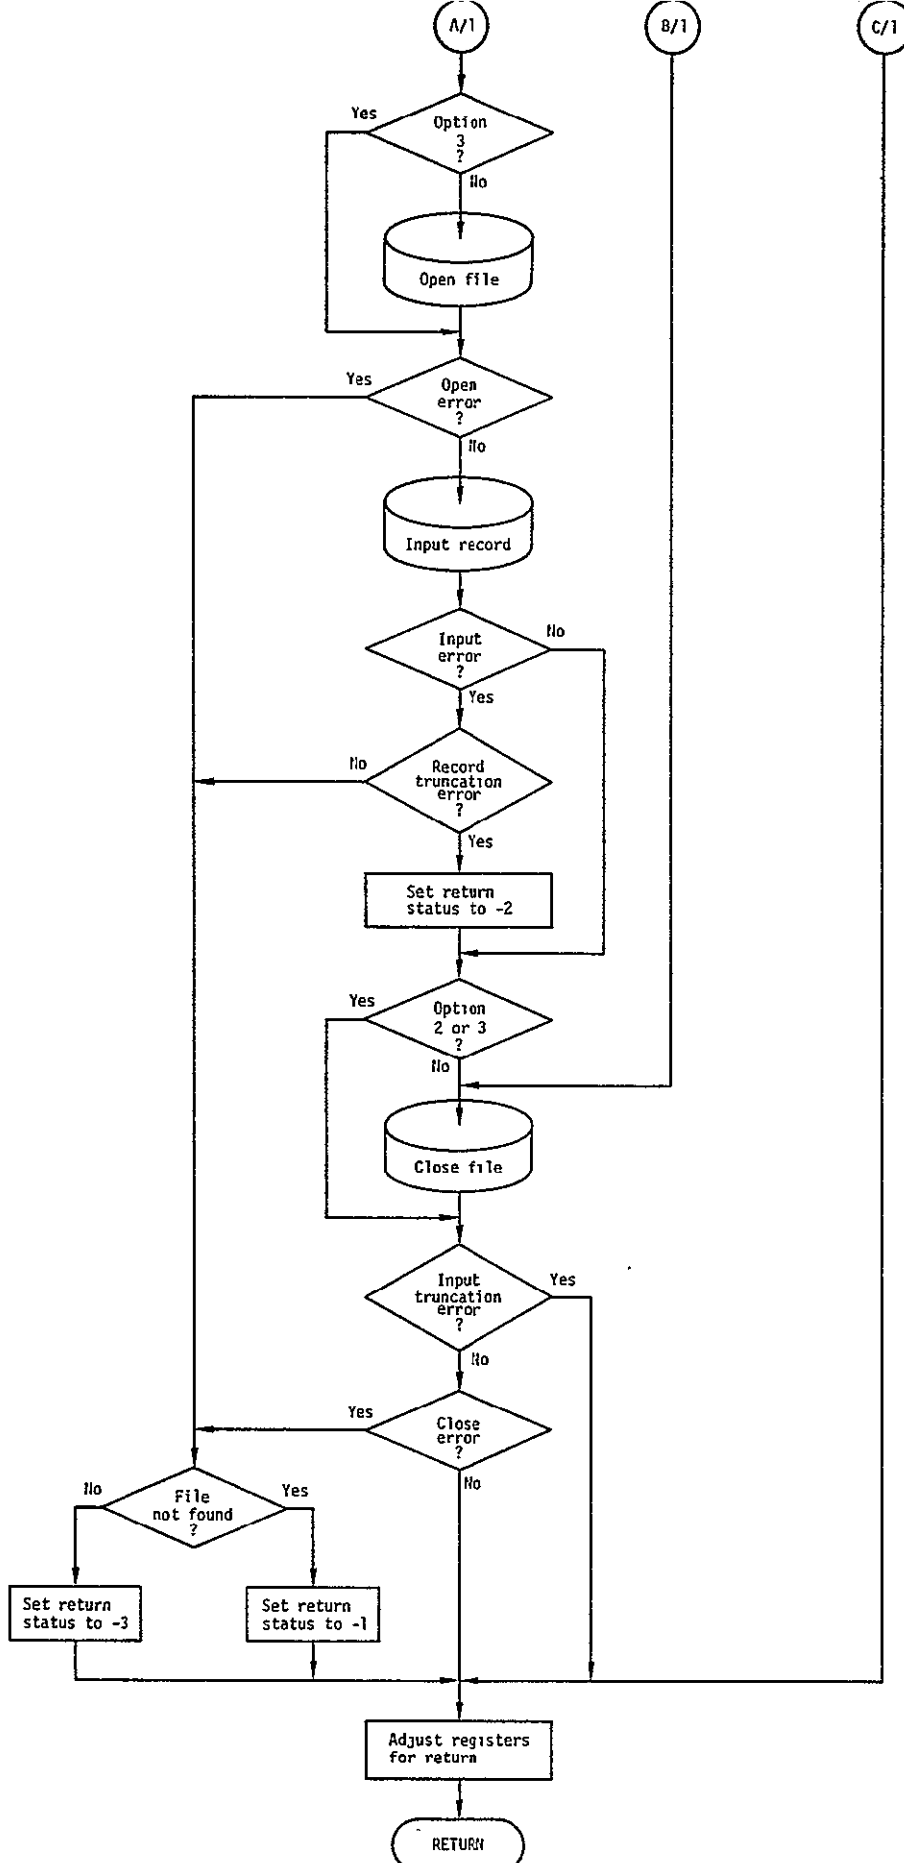 A/1
B/1
C/1
Yes
Option
3
?
No
Open file
Yes
Open
error
?
No
Input record
Input
error
?
No
Yes
No
Record
truncation
error
?
Yes
Set return
status to -2
Yes
Option
2 or 3
?
No
Close file
Input
truncation
error
?
Yes
No
Yes
Close
error
?
No
No
File
not found
?
Yes
Set return
status to -3
Set return
status to -1
Adjust registers
for return
RETURN